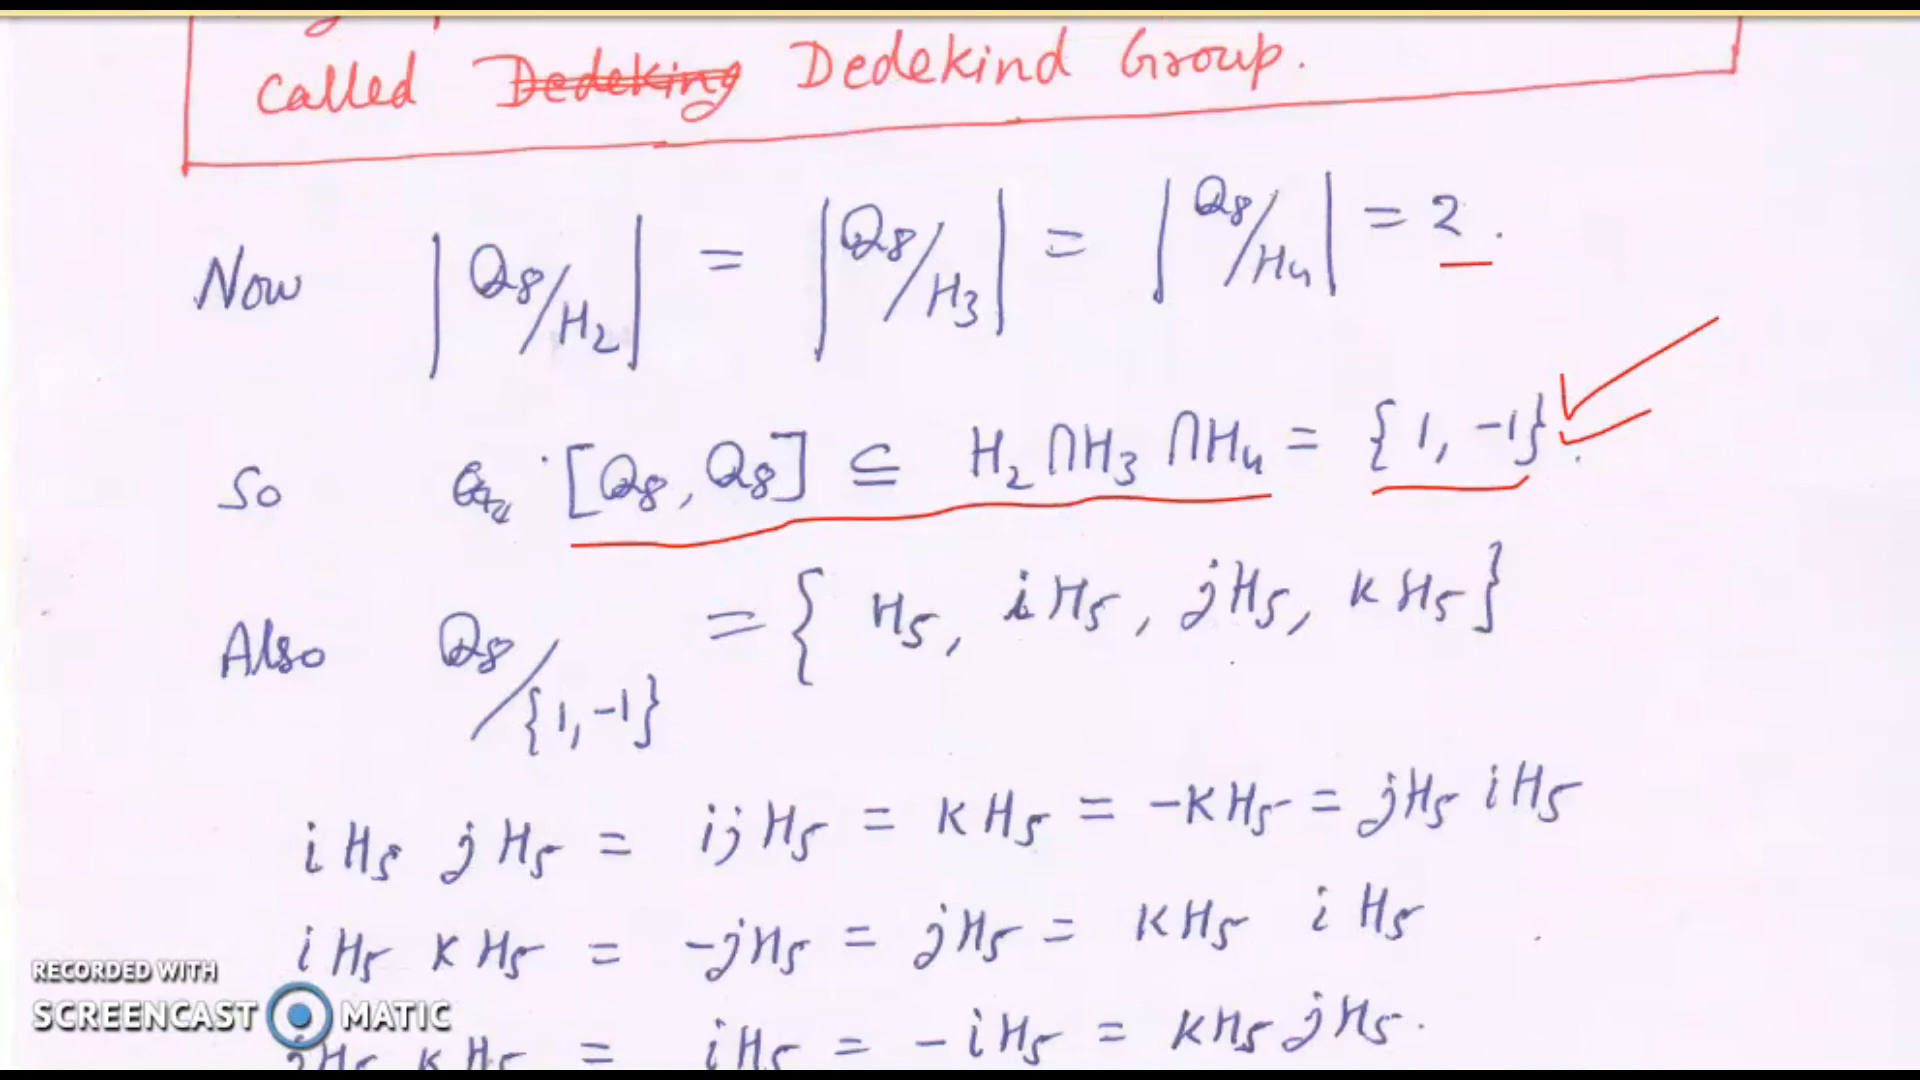 called Dedeking Dedekind Group.
Now |Q8/H2| = |Q8/H3| = |Q8/H4| = 2.
So [Q8, Q8] ⊆ H2 ∩ H3 ∩ H4 = {1, -1}.
Also Q8/{1, -1} = { H5, iH5, jH5, kH5}
iH5 jH5 = ijH5 = kH5 = -kH5 = jH5 iH5
iH5 kH5 = -jH5 = jH5 = kH5 iH5
jH5 kH5 = iH5 = -iH5 = kH5 jH5.
RECORDED WITH
SCREENCAST MATIC